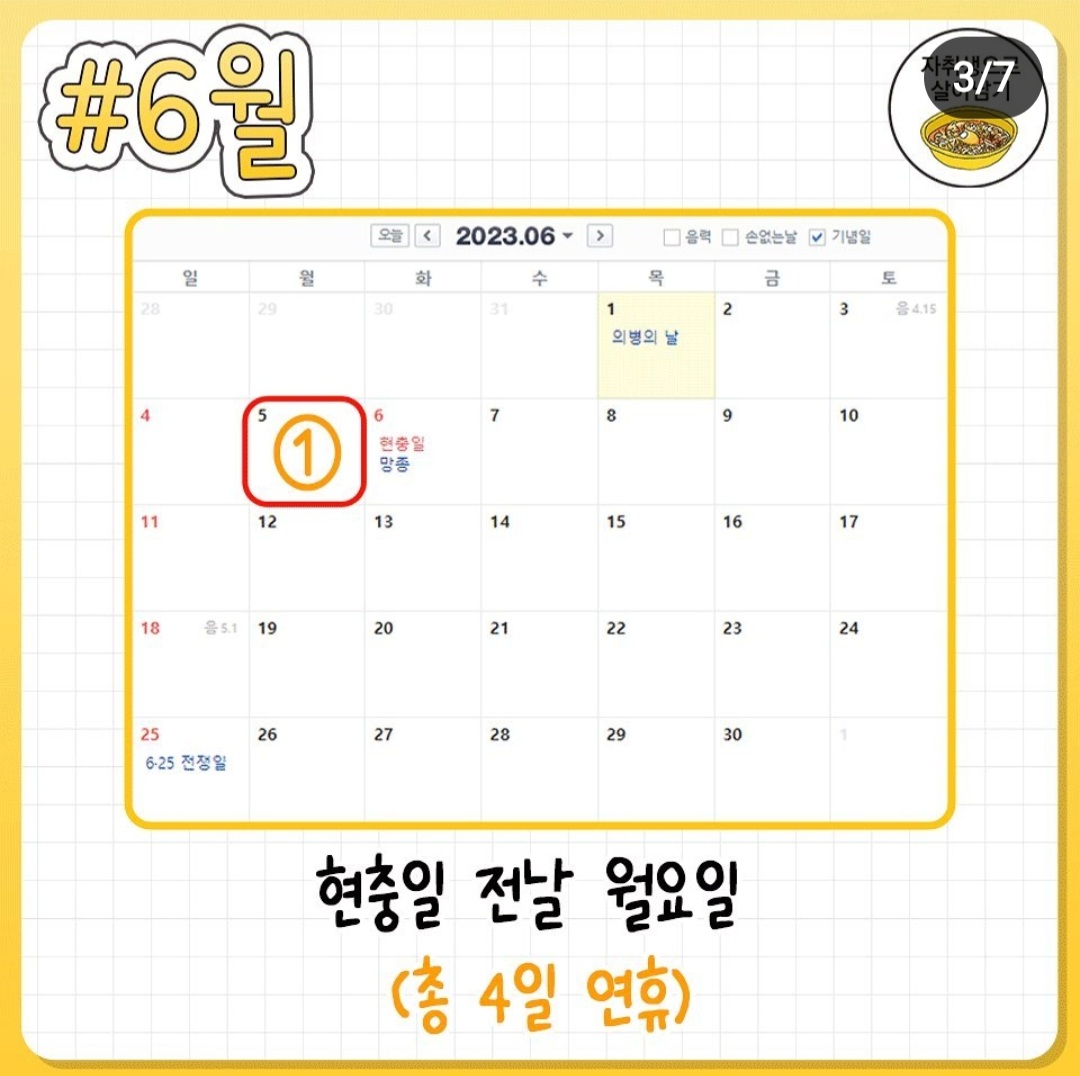 #6월
3/7
오늘 < 2023.06 > 음력 손없는날 기념일
일 월 화 수 목 금 토
28 29 30 31 1 2 3 음 4.15
의병의 날
4 5 6 7 8 9 10
① 현충일
망종
11 12 13 14 15 16 17
18 음 5.1 19 20 21 22 23 24
25 26 27 28 29 30 1
6·25 전쟁일
현충일 전날 월요일
(총 4일 연휴)